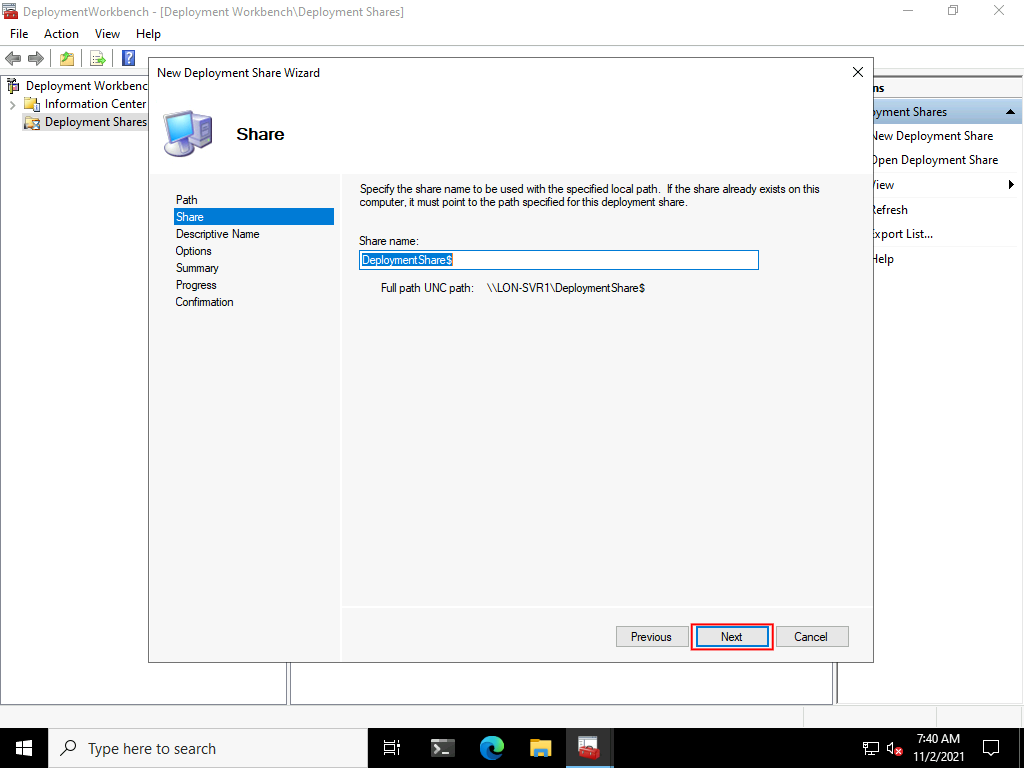 DeploymentWorkbench - [Deployment Workbench\Deployment Shares]
File Action View Help
Deployment Workbenc
Information Center
Deployment Shares
New Deployment Share Wizard
Share
Path
Share
Descriptive Name
Options
Summary
Progress
Confirmation
Specify the share name to be used with the specified local path. If the share already exists on this
computer, it must point to the path specified for this deployment share.
Share name:
DeploymentShare$
Full path UNC path: \\LON-SVR1\DeploymentShare$
Previous Next Cancel
ns
oyment Shares
New Deployment Share
Open Deployment Share
View
Refresh
Export List...
Help
Type here to search
7:40 AM
11/2/2021